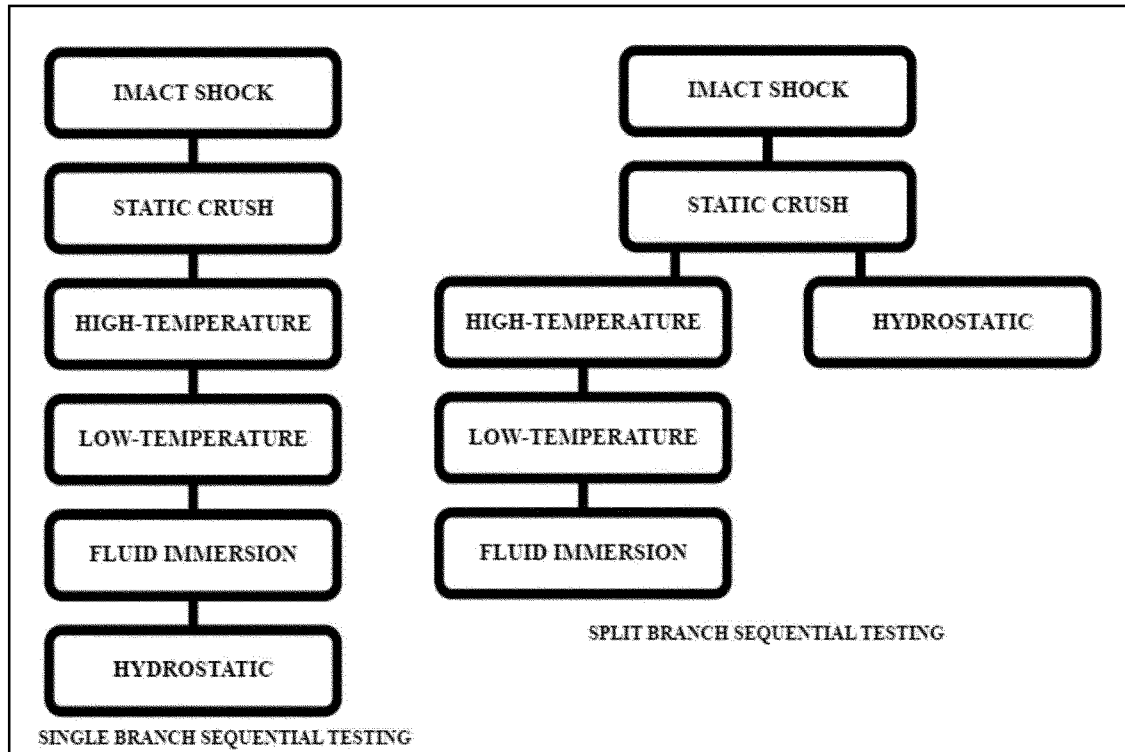 IMACT SHOCK
STATIC CRUSH
HIGH-TEMPERATURE
LOW-TEMPERATURE
FLUID IMMERSION
HYDROSTATIC
SINGLE BRANCH SEQUENTIAL TESTING
IMACT SHOCK
STATIC CRUSH
HIGH-TEMPERATURE
HYDROSTATIC
LOW-TEMPERATURE
FLUID IMMERSION
SPLIT BRANCH SEQUENTIAL TESTING